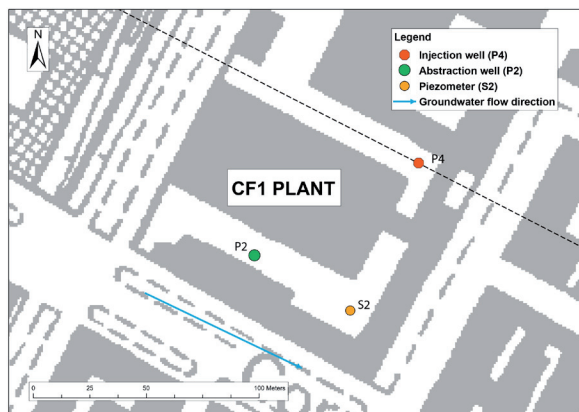 N
Legend
Injection well (P4)
Abstraction well (P2)
Piezometer (S2)
Groundwater flow direction
P4
CF1 PLANT
P2
S2
0 25 50 100 Meters